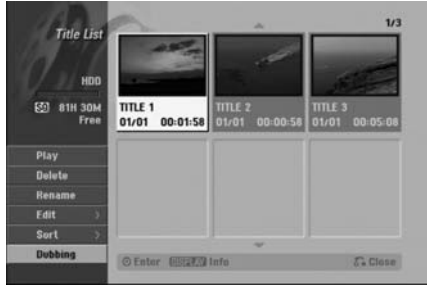 Title List
1/3
HDD
SQ 81H 30M
Free
TITLE 1
01/01 00:01:58
TITLE 2
01/01 00:00:58
TITLE 3
01/01 00:05:08
Play
Delete
Rename
Edit
Sort
Dubbing
Enter DISPLAY Info
Close